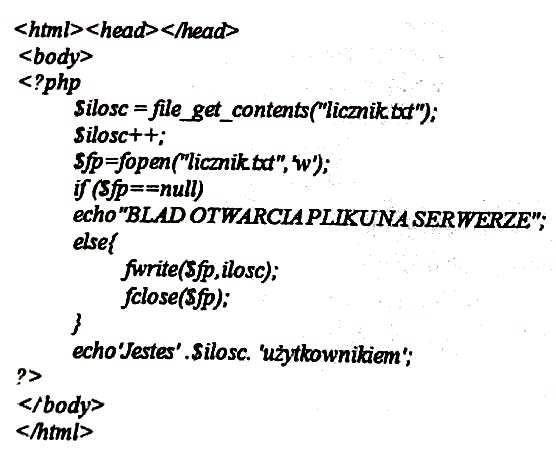 <html><head></head>
<body>
<?php
$ilosc = file_get_contents("licznik.txt");
$ilosc++;
$fp=fopen("licznik.txt",'w');
if ($fp==null)
echo"BLAD OTWARCIA PLIKU NA SERWERZE";
else{
fwrite($fp,ilosc);
fclose($fp);
}
echo'Jestes' .$ilosc. 'użytkownikiem';
?>
</body>
</html>